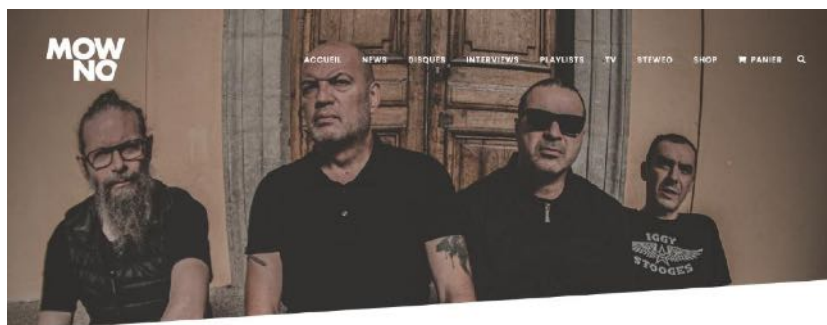 MOW
NO
ACCUEIL NEWS DISQUES INTERVIEWS PLAYLISTS TV STEWEO SHOP PANIER
IGGY
STOOGES